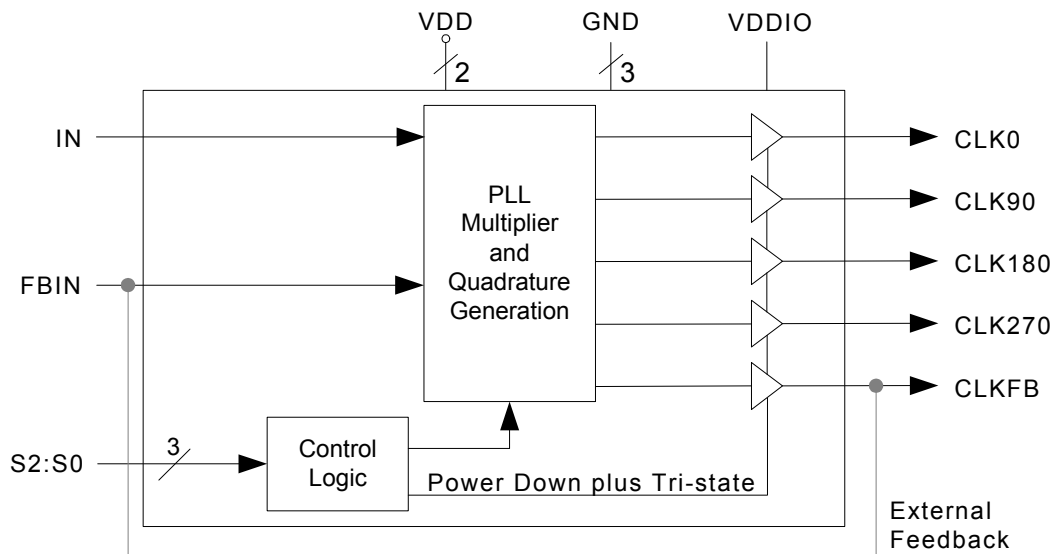 VDD
GND
VDDIO
2
3
IN
CLK0
PLL
Multiplier
and
Quadrature
Generation
CLK90
CLK180
FBIN
CLK270
CLKFB
S2:S0
3
Control
Logic
Power Down plus Tri-state
External
Feedback